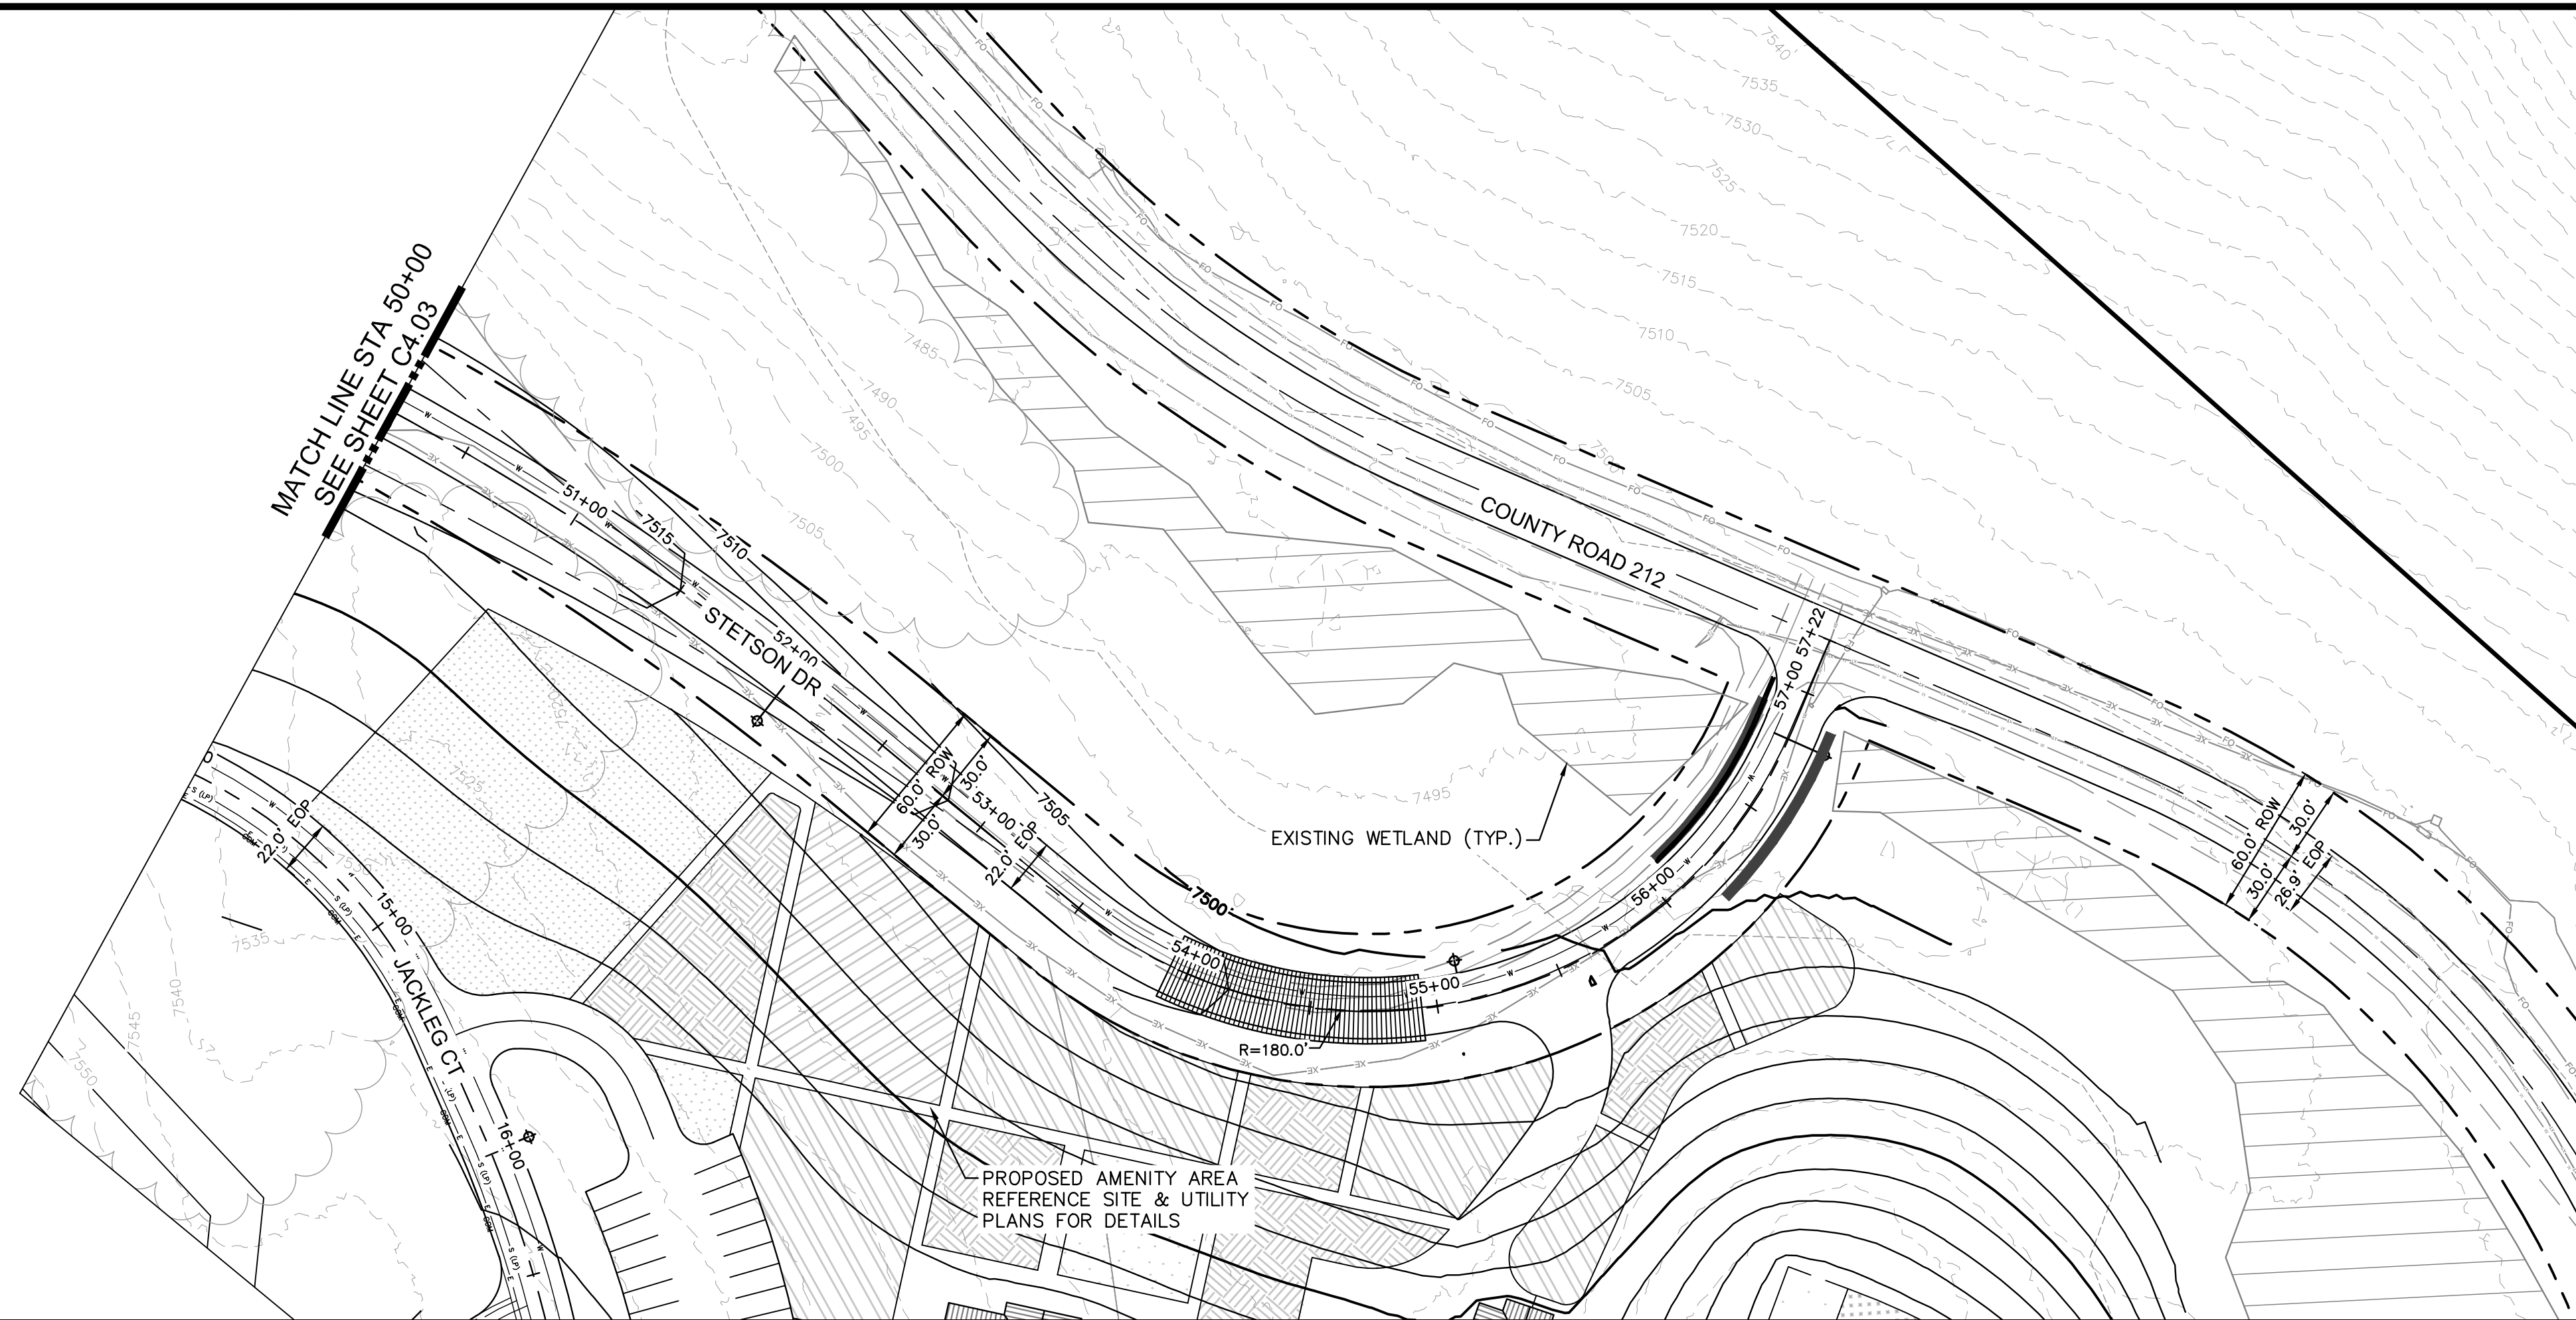 7540
7535
7530
7525
7520
7515
7510
7505
MATCH LINE STA 50+00
SEE SHEET C4.03
7485
7490
7495
7500
7505
COUNTY ROAD 212
51+00
7515
7510
STETSON DR
52+00
57+22
57+00
60.0' ROW
30.0'
30.0'
53+00
7505
22.0' EOP
EXISTING WETLAND (TYP.)
7495
7500
56+00
54+00
55+00
R=180.0'
60.0' ROW
30.0'
30.0'
26.9' EOP
7520
7525
22.0' EOP
15+00
7535
7540
7545
7550
JACKLEG CT
16+00
PROPOSED AMENITY AREA
REFERENCE SITE & UTILITY
PLANS FOR DETAILS
FO
XE
W
S (LP)
E
COM